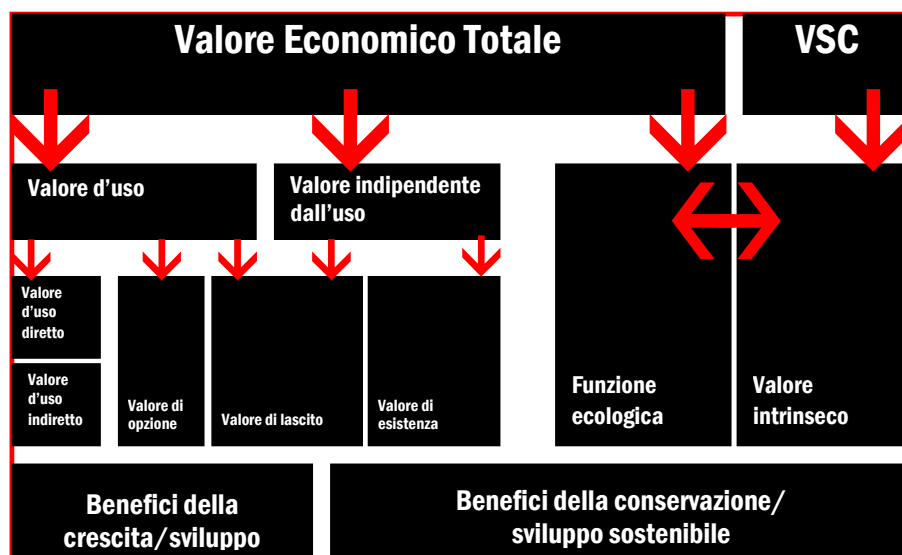 Valore Economico Totale
VSC
Valore d'uso
Valore indipendente
dall'uso
Valore
d'uso
diretto
Valore
d'uso
indiretto
Valore di
opzione
Valore di lascito
Valore di
esistenza
Funzione
ecologica
Valore
intrinseco
Benefici della
crescita/sviluppo
Benefici della conservazione/
sviluppo sostenibile